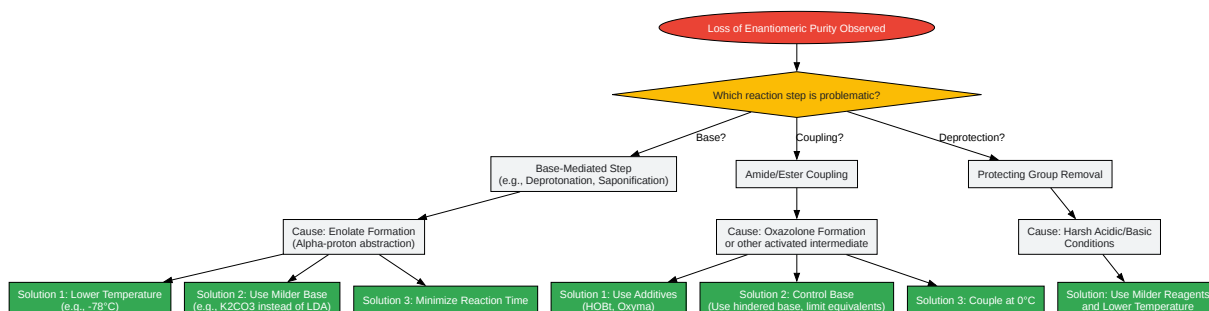 Loss of Enantiomeric Purity Observed
Which reaction step is problematic?
Base?
Coupling?
Deprotection?
Base-Mediated Step
(e.g., Deprotonation, Saponification)
Amide/Ester Coupling
Protecting Group Removal
Cause: Enolate Formation
(Alpha-proton abstraction)
Cause: Oxazolone Formation
or other activated intermediate
Cause: Harsh Acidic/Basic
Conditions
Solution 1: Lower Temperature
(e.g., -78°C)
Solution 2: Use Milder Base
(e.g., K2CO3 instead of LDA)
Solution 3: Minimize Reaction Time
Solution 1: Use Additives
(HOBt, Oxyma)
Solution 2: Control Base
(Use hindered base, limit equivalents)
Solution 3: Couple at 0°C
Solution: Use Milder Reagents
and Lower Temperature